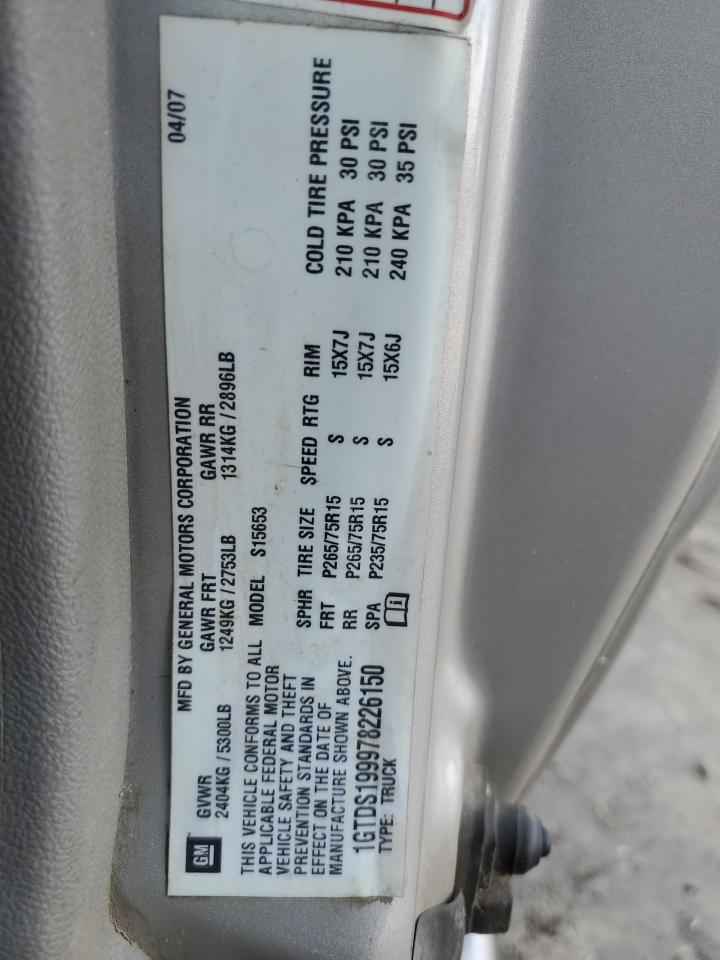 MFD BY GENERAL MOTORS CORPORATION 04/07
GM
GVWR GAWR FRT GAWR RR
2404KG / 5300LB 1249KG / 2753LB 1314KG / 2896LB
THIS VEHICLE CONFORMS TO ALL
APPLICABLE FEDERAL MOTOR
VEHICLE SAFETY AND THEFT
PREVENTION STANDARDS IN
EFFECT ON THE DATE OF
MANUFACTURE SHOWN ABOVE.
1GTDS199978226150
TYPE: TRUCK
MODEL S15653
SPHR TIRE SIZE SPEED RTG RIM COLD TIRE PRESSURE
FRT P265/75R15 S 15X7J 210 KPA 30 PSI
RR P265/75R15 S 15X7J 210 KPA 30 PSI
SPA P235/75R15 S 15X6J 240 KPA 35 PSI